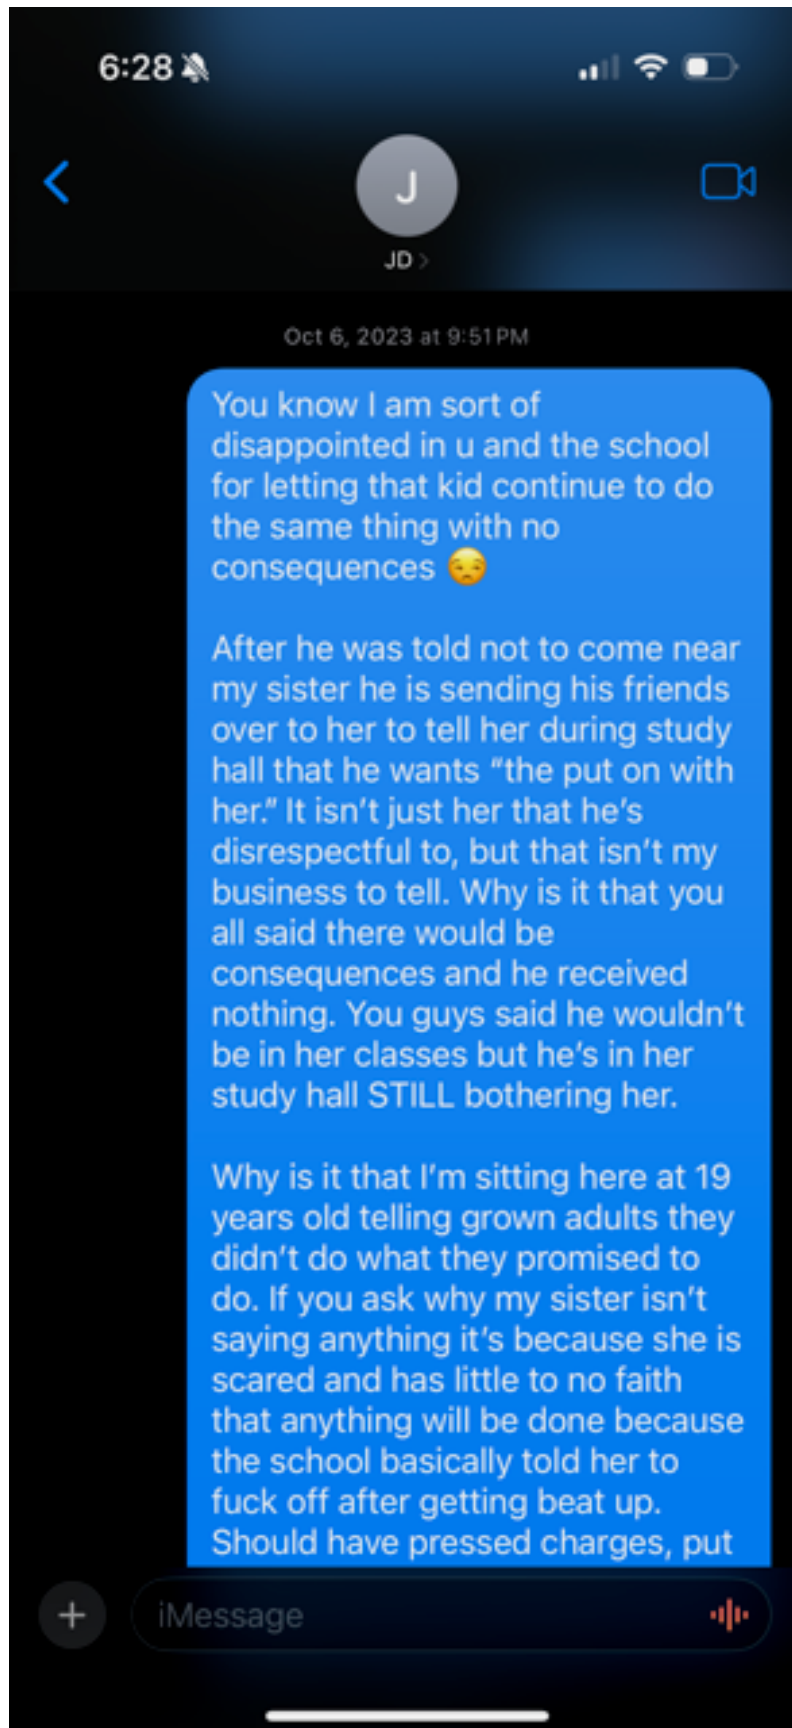 6:28
J
JD
Oct 6, 2023 at 9:51 PM
You know I am sort of
disappointed in u and the school
for letting that kid continue to do
the same thing with no
consequences 😒
After he was told not to come near
my sister he is sending his friends
over to her to tell her during study
hall that he wants “the put on with
her.” It isn’t just her that he’s
disrespectful to, but that isn’t my
business to tell. Why is it that you
all said there would be
consequences and he received
nothing. You guys said he wouldn’t
be in her classes but he’s in her
study hall STILL bothering her.
Why is it that I’m sitting here at 19
years old telling grown adults they
didn’t do what they promised to
do. If you ask why my sister isn’t
saying anything it’s because she is
scared and has little to no faith
that anything will be done because
the school basically told her to
fuck off after getting beat up.
Should have pressed charges, put
iMessage